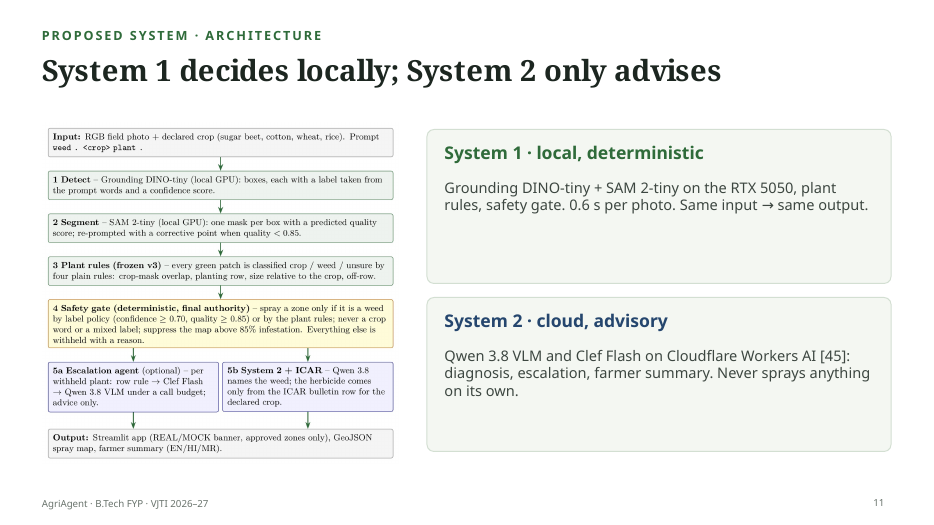 PROPOSED SYSTEM · ARCHITECTURE
System 1 decides locally; System 2 only advises
Input: RGB field photo + declared crop (sugar beet, cotton, wheat, rice). Prompt
weed . <crop> plant .
1 Detect – Grounding DINO-tiny (local GPU): boxes, each with a label taken from
the prompt words and a confidence score.
2 Segment – SAM 2-tiny (local GPU): one mask per box with a predicted quality
score; re-prompted with a corrective point when quality < 0.85.
3 Plant rules (frozen v3) – every green patch is classified crop / weed / unsure by
four plain rules: crop-mask overlap, planting row, size relative to the crop, off-row.
4 Safety gate (deterministic, final authority) – spray a zone only if it is a weed
by label policy (confidence ≥ 0.70, quality ≥ 0.85) or by the plant rules; never a crop
word or a mixed label; suppress the map above 85% infestation. Everything else is
withheld with a reason.
5a Escalation agent (optional) – per
withheld plant: row rule → Clef Flash
→ Qwen 3.8 VLM under a call budget;
advice only.
5b System 2 + ICAR – Qwen 3.8
names the weed; the herbicide comes
only from the ICAR bulletin row for the
declared crop.
Output: Streamlit app (REAL/MOCK banner, approved zones only), GeoJSON
spray map, farmer summary (EN/HI/MR).
System 1 · local, deterministic
Grounding DINO-tiny + SAM 2-tiny on the RTX 5050, plant
rules, safety gate. 0.6 s per photo. Same input → same output.
System 2 · cloud, advisory
Qwen 3.8 VLM and Clef Flash on Cloudflare Workers AI [45]:
diagnosis, escalation, farmer summary. Never sprays anything
on its own.
AgriAgent · B.Tech FYP · VJTI 2026–27
11